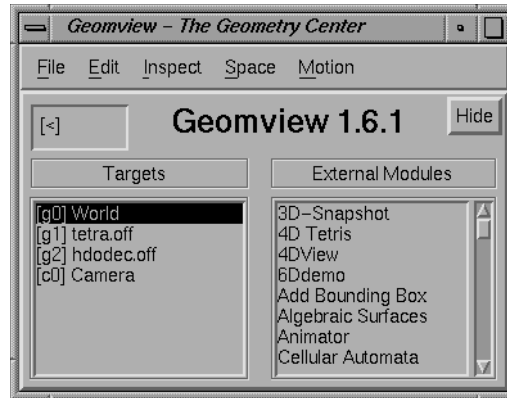 Geomview – The Geometry Center
File Edit Inspect Space Motion
[<] Geomview 1.6.1 Hide
Targets
[g0] World
[g1] tetra.off
[g2] hdodec.off
[c0] Camera
External Modules
3D–Snapshot
4D Tetris
4DView
6Ddemo
Add Bounding Box
Algebraic Surfaces
Animator
Cellular Automata